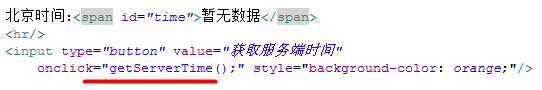 北京时间:<span id="time">暂无数据</span>
<hr/>
<input type="button" value="获取服务端时间"
onclick="getServerTime();" style="background-color: orange;"/>